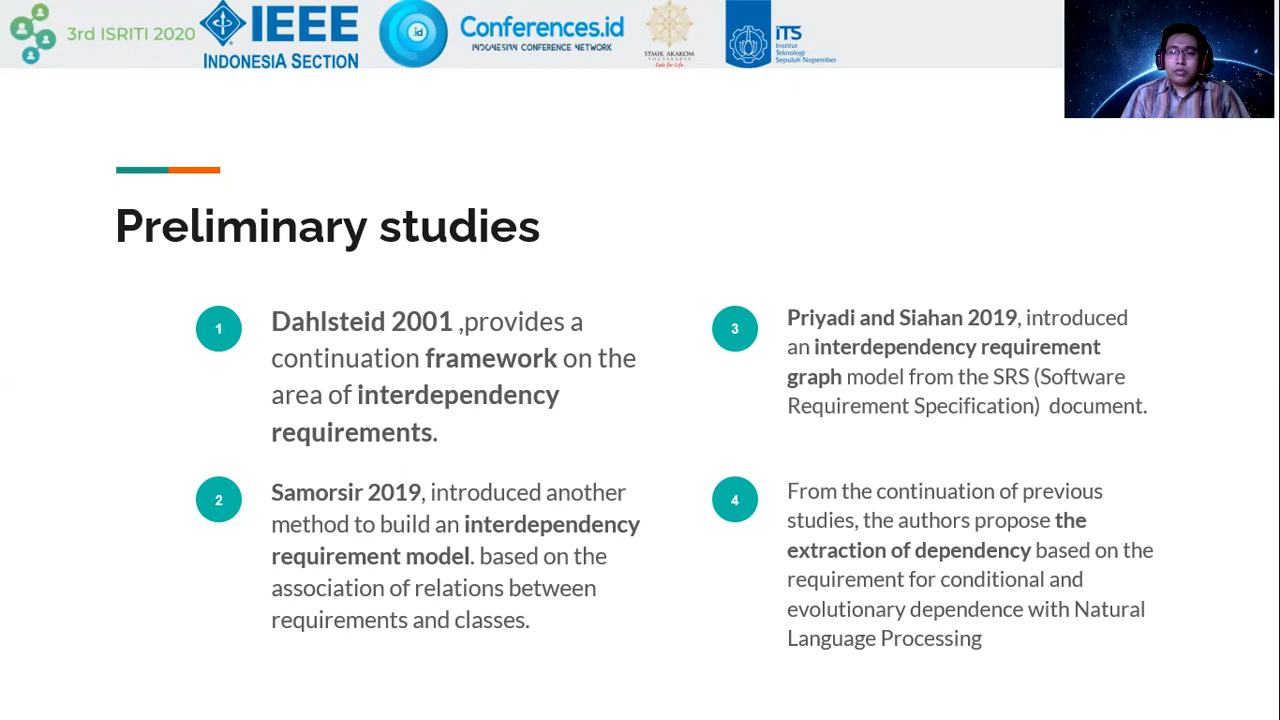 3rd ISRITI 2020
IEEE
INDONESIA SECTION
.id
Conferences.id
INDONESIAN CONFERENCE NETWORK
STMIK AKAKOM
YOGYAKARTA
Code for Life
iTS
Institut
Teknologi
Sepuluh Nopember
Preliminary studies
1
Dahlsteid 2001 ,provides a
continuation framework on the
area of interdependency
requirements.
2
Samorsir 2019, introduced another
method to build an interdependency
requirement model. based on the
association of relations between
requirements and classes.
3
Priyadi and Siahan 2019, introduced
an interdependency requirement
graph model from the SRS (Software
Requirement Specification)  document.
4
From the continuation of previous
studies, the authors propose the
extraction of dependency based on the
requirement for conditional and
evolutionary dependence with Natural
Language Processing